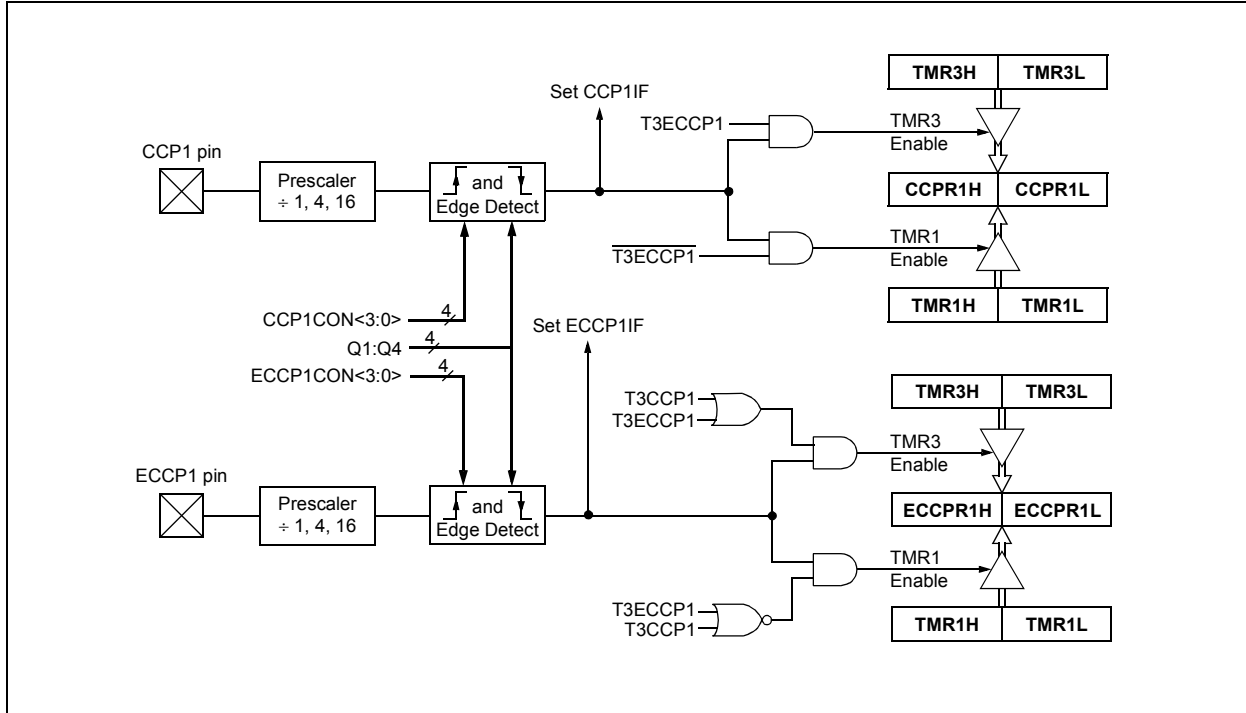 TMR3H TMR3L
Set CCP1IF
T3ECCP1
TMR3
Enable
CCP1 pin
Prescaler
÷ 1, 4, 16
and
Edge Detect
CCPR1H CCPR1L
T3ECCP1
TMR1
Enable
TMR1H TMR1L
CCP1CON<3:0> 4
Q1:Q4 4
ECCP1CON<3:0> 4
Set ECCP1IF
TMR3H TMR3L
T3CCP1
T3ECCP1
TMR3
Enable
ECCP1 pin
Prescaler
÷ 1, 4, 16
and
Edge Detect
ECCPR1H ECCPR1L
TMR1
Enable
T3ECCP1
T3CCP1
TMR1H TMR1L